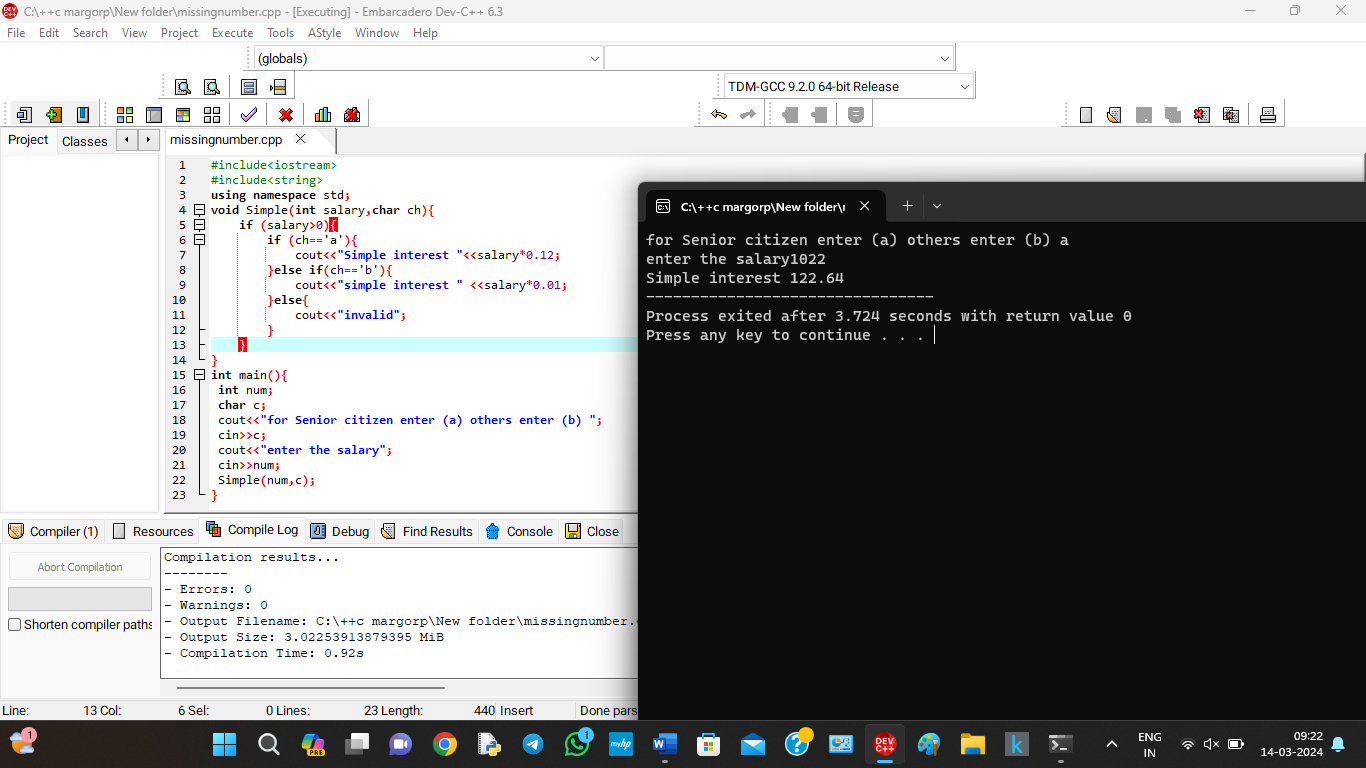 C:\++c margorp\New folder\missingnumber.cpp - [Executing] - Embarcadero Dev-C++ 6.3
File Edit Search View Project Execute Tools AStyle Window Help
(globals)
TDM-GCC 9.2.0 64-bit Release
Project Classes missingnumber.cpp
1 #include<iostream>
2 #include<string>
3 using namespace std;
4 void Simple(int salary,char ch){
5 if (salary>0){
6 if (ch=='a'){
7 cout<<"Simple interest "<<salary*0.12;
8 }else if(ch=='b'){
9 cout<<"simple interest " <<salary*0.01;
10 }else{
11 cout<<"invalid";
12 }
13 }
14 }
15 int main(){
16 int num;
17 char c;
18 cout<<"for Senior citizen enter (a) others enter (b) ";
19 cin>>c;
20 cout<<"enter the salary";
21 cin>>num;
22 Simple(num,c);
23 }
C:\++c margorp\New folder\
for Senior citizen enter (a) others enter (b) a
enter the salary1022
Simple interest 122.64
--------------------------------
Process exited after 3.724 seconds with return value 0
Press any key to continue . . .
Compiler (1) Resources Compile Log Debug Find Results Console Close
Abort Compilation
Shorten compiler paths
Compilation results...
--------
- Errors: 0
- Warnings: 0
- Output Filename: C:\++c margorp\New folder\missingnumber.
- Output Size: 3.02253913879395 MiB
- Compilation Time: 0.92s
Line: 13 Col: 6 Sel: 0 Lines: 23 Length: 440 Insert Done pars
1
PRE
1
myhp
W
DEV C++
k
ENG
IN
09:22
14-03-2024